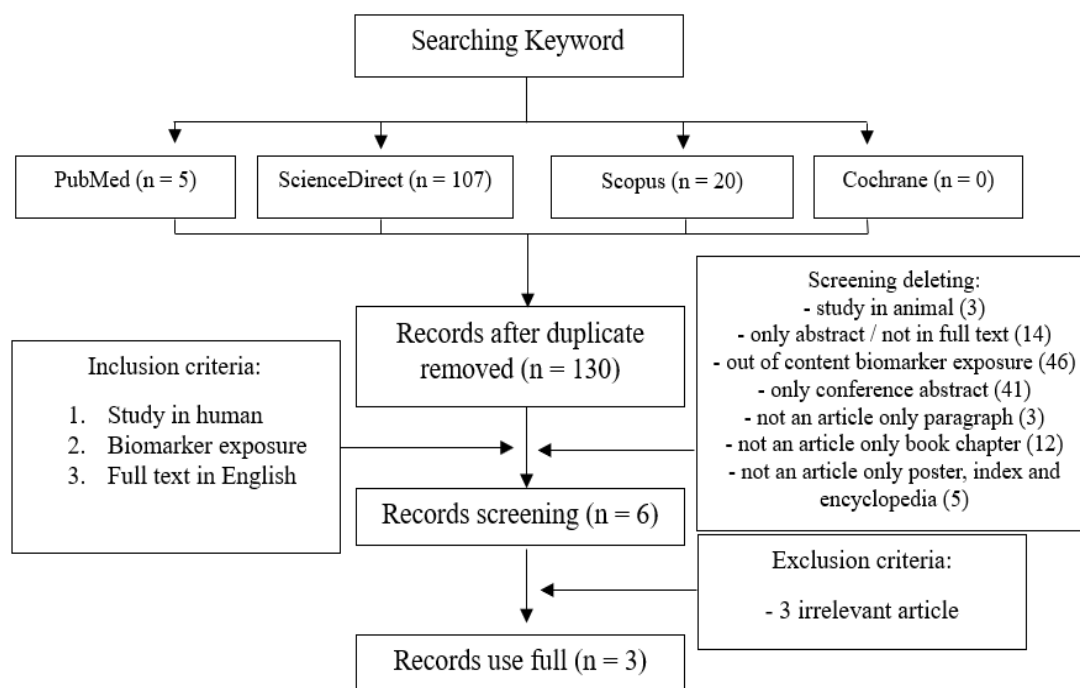 Searching Keyword
PubMed (n = 5)
ScienceDirect (n = 107)
Scopus (n = 20)
Cochrane (n = 0)
Screening deleting:
- study in animal (3)
- only abstract / not in full text (14)
- out of content biomarker exposure (46)
- only conference abstract (41)
- not an article only paragraph (3)
- not an article only book chapter (12)
- not an article only poster, index and
encyclopedia (5)
Records after duplicate
removed (n = 130)
Inclusion criteria:
1. Study in human
2. Biomarker exposure
3. Full text in English
Records screening (n = 6)
Exclusion criteria:
- 3 irrelevant article
Records use full (n = 3)